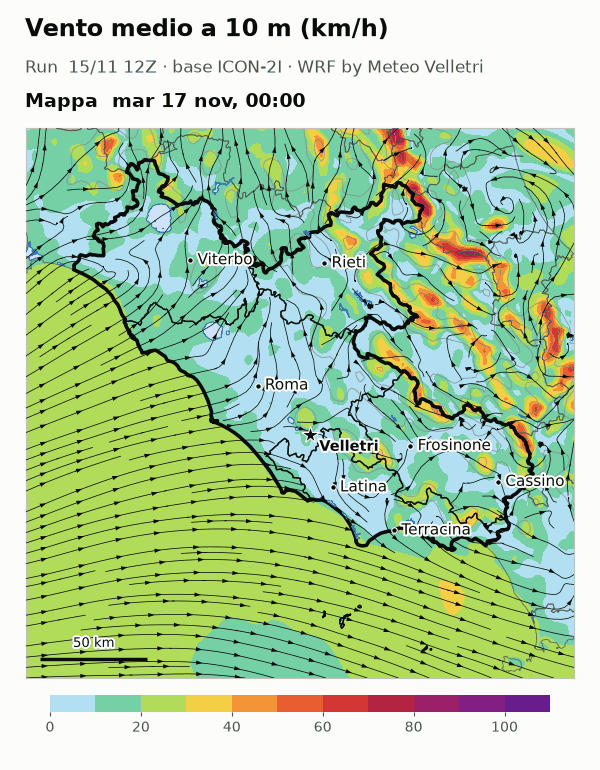 Vento medio a 10 m (km/h)
Run  15/11 12Z · base ICON-2I · WRF by Meteo Velletri
Mappa  mar 17 nov, 00:00
Viterbo
Rieti
Roma
Velletri
Frosinone
Cassino
Latina
Terracina
50 km
0 20 40 60 80 100